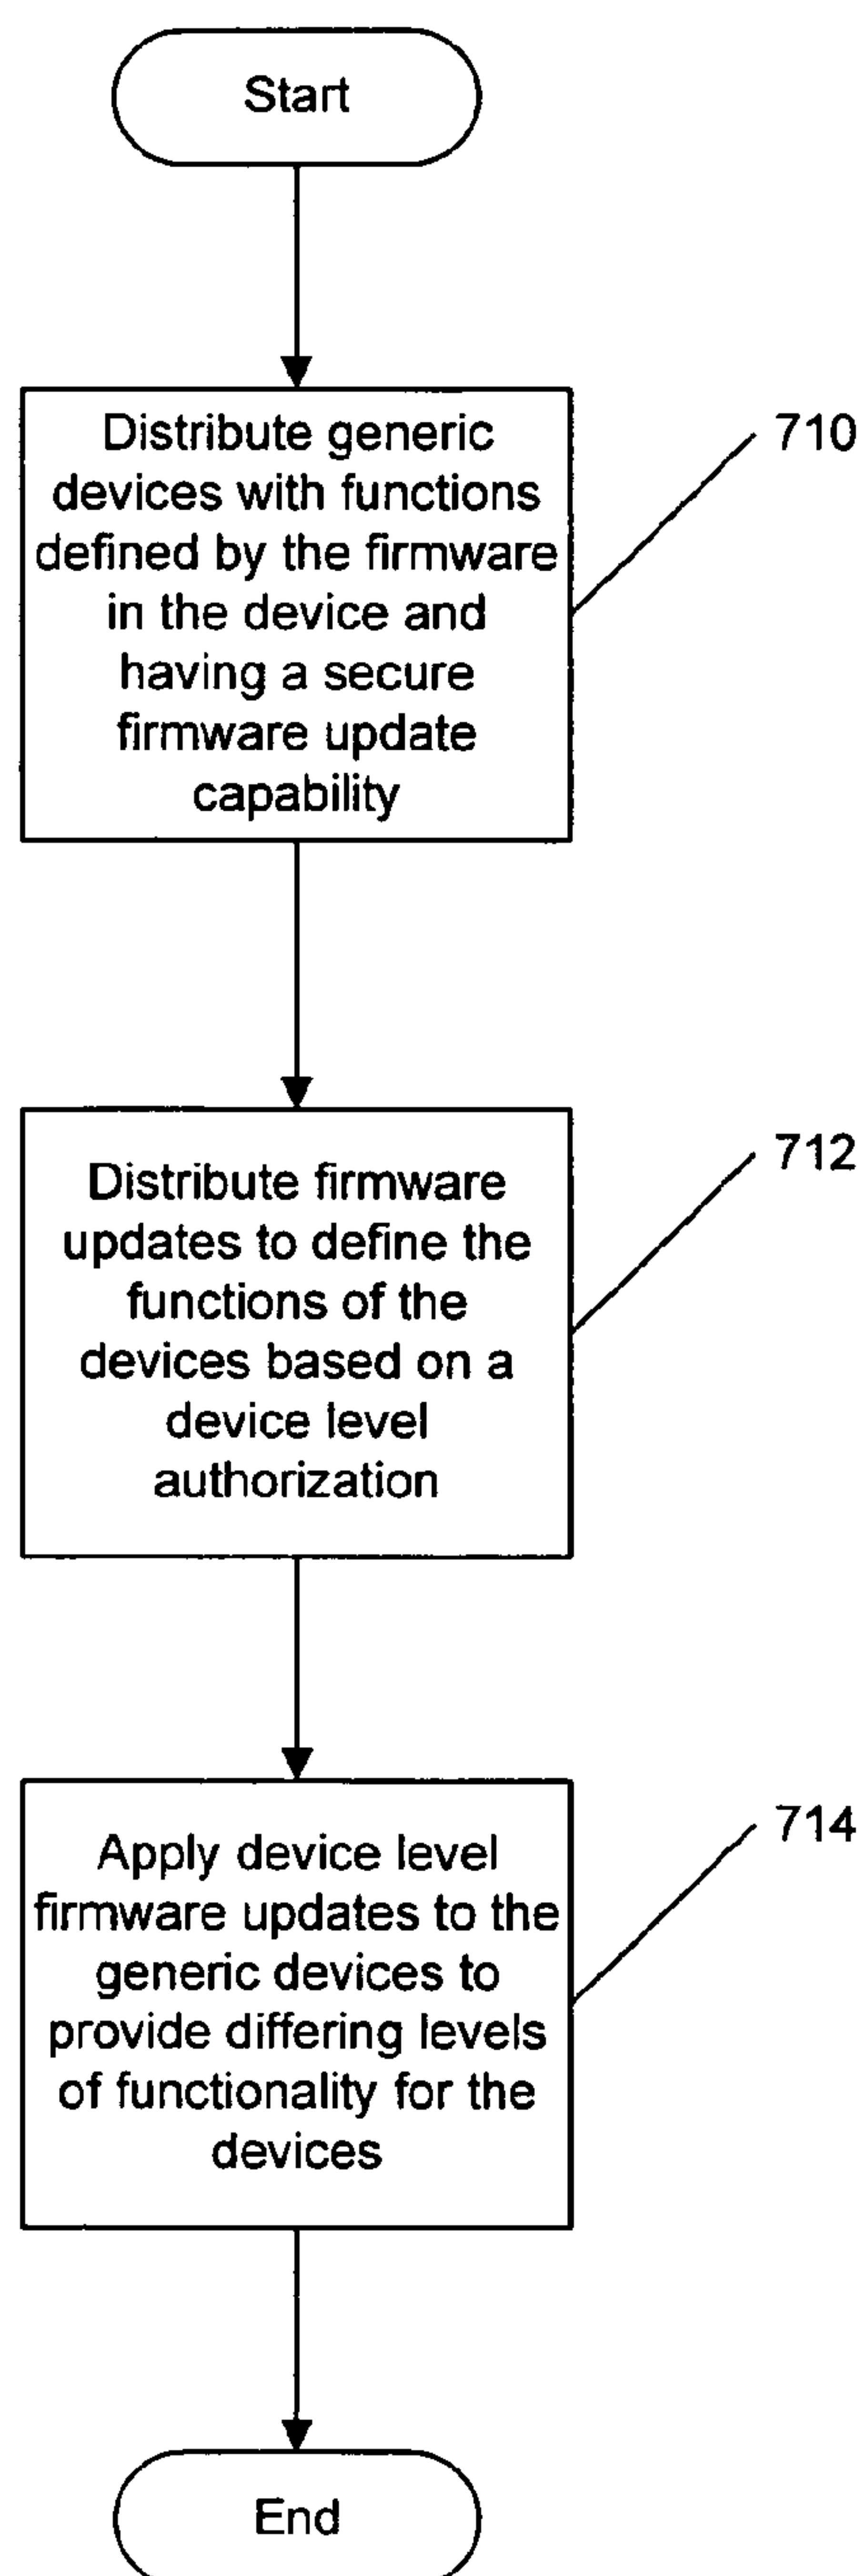 Start
Distribute generic
devices with functions
defined by the firmware
in the device and
having a secure
firmware update
capability
710
Distribute firmware
updates to define the
functions of the
devices based on a
device level
authorization
712
Apply device level
firmware updates to the
generic devices to
provide differing levels
of functionality for the
devices
714
End